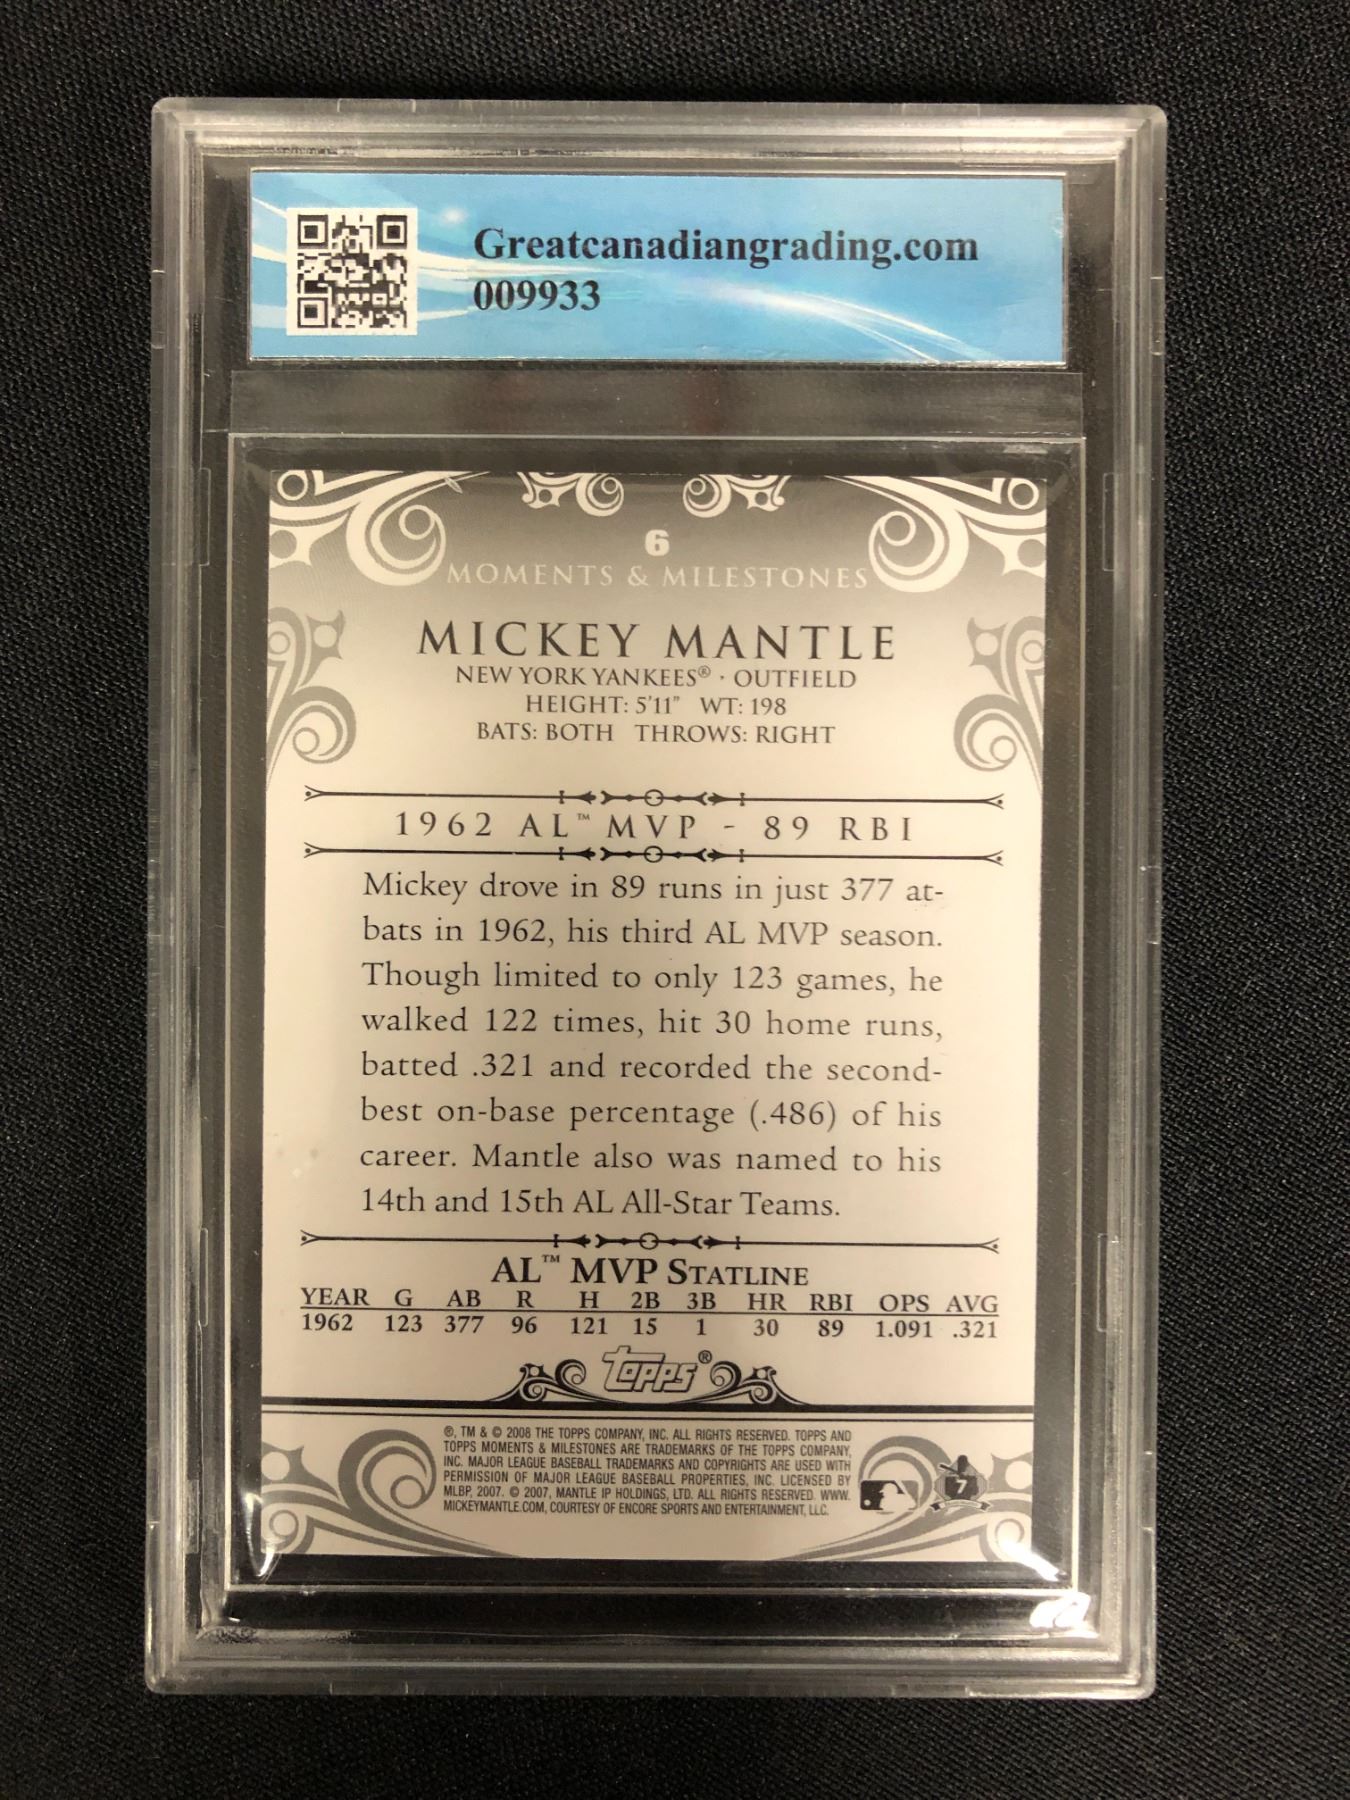 Greatcanadiangrading.com
009933
6
MOMENTS & MILESTONES
MICKEY MANTLE
NEW YORK YANKEES® · OUTFIELD
HEIGHT: 5'11" WT: 198
BATS: BOTH THROWS: RIGHT
1962 AL™ MVP - 89 RBI
Mickey drove in 89 runs in just 377 at-
bats in 1962, his third AL MVP season.
Though limited to only 123 games, he
walked 122 times, hit 30 home runs,
batted .321 and recorded the second-
best on-base percentage (.486) of his
career. Mantle also was named to his
14th and 15th AL All-Star Teams.
AL™ MVP STATLINE
YEAR G AB R H 2B 3B HR RBI OPS AVG
1962 123 377 96 121 15 1 30 89 1.091 .321
Topps®
®, TM & © 2008 THE TOPPS COMPANY, INC. ALL RIGHTS RESERVED. TOPPS AND
TOPPS MOMENTS & MILESTONES ARE TRADEMARKS OF THE TOPPS COMPANY,
INC. MAJOR LEAGUE BASEBALL TRADEMARKS AND COPYRIGHTS ARE USED WITH
PERMISSION OF MAJOR LEAGUE BASEBALL PROPERTIES, INC. LICENSED BY
MLBP, 2007. © 2007, MANTLE IP HOLDINGS, LTD. ALL RIGHTS RESERVED. WWW.
MICKEYMANTLE.COM, COURTESY OF ENCORE SPORTS AND ENTERTAINMENT, LLC.
7